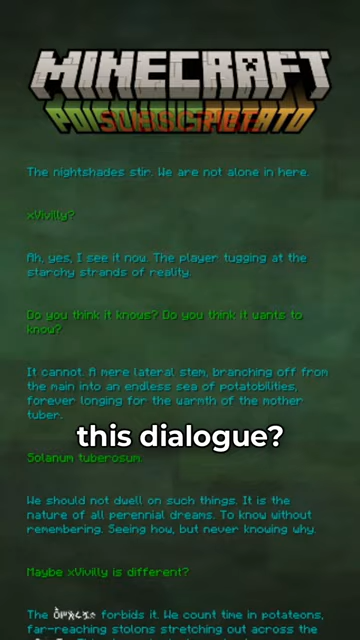 MINECRAFT
POISONOUS POTATO
The nightshades stir. We are not alone in here.
xVivilly?
Ah, yes, I see it now. The player tugging at the
starchy strands of reality.
Do you think it knows? Do you think it wants to
know?
It cannot. A mere lateral stem, branching off from
the main into an endless sea of potatobilities,
forever longing for the warmth of the mother
tuber.
this dialogue?
Solanum tuberosum.
We should not dwell on such things. It is the
nature of all perennial dreams. To know without
remembering. Seeing how, but never knowing why.
Maybe xVivilly is different?
The forbids it. We count time in potateons,
far-reaching stolons stretching out across the